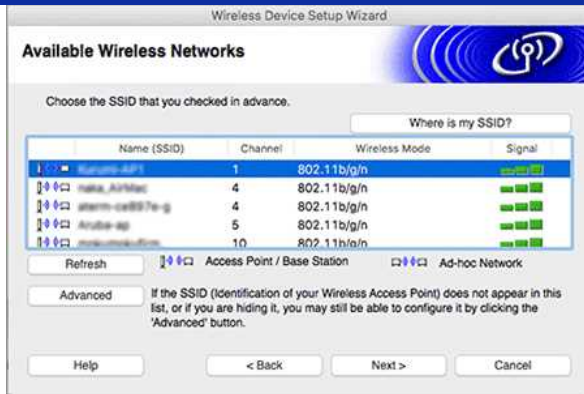 Wireless Device Setup Wizard
Available Wireless Networks
Choose the SSID that you checked in advance.
Where is my SSID?
Name (SSID) Channel Wireless Mode Signal
1 802.11b/g/n
4 802.11b/g/n
4 802.11b/g/n
5 802.11b/g/n
10 802.11b/g/n
Refresh Access Point / Base Station Ad-hoc Network
Advanced
If the SSID (Identification of your Wireless Access Point) does not appear in this
list, or if you are hiding it, you may still be able to configure it by clicking the
'Advanced' button.
Help < Back Next > Cancel